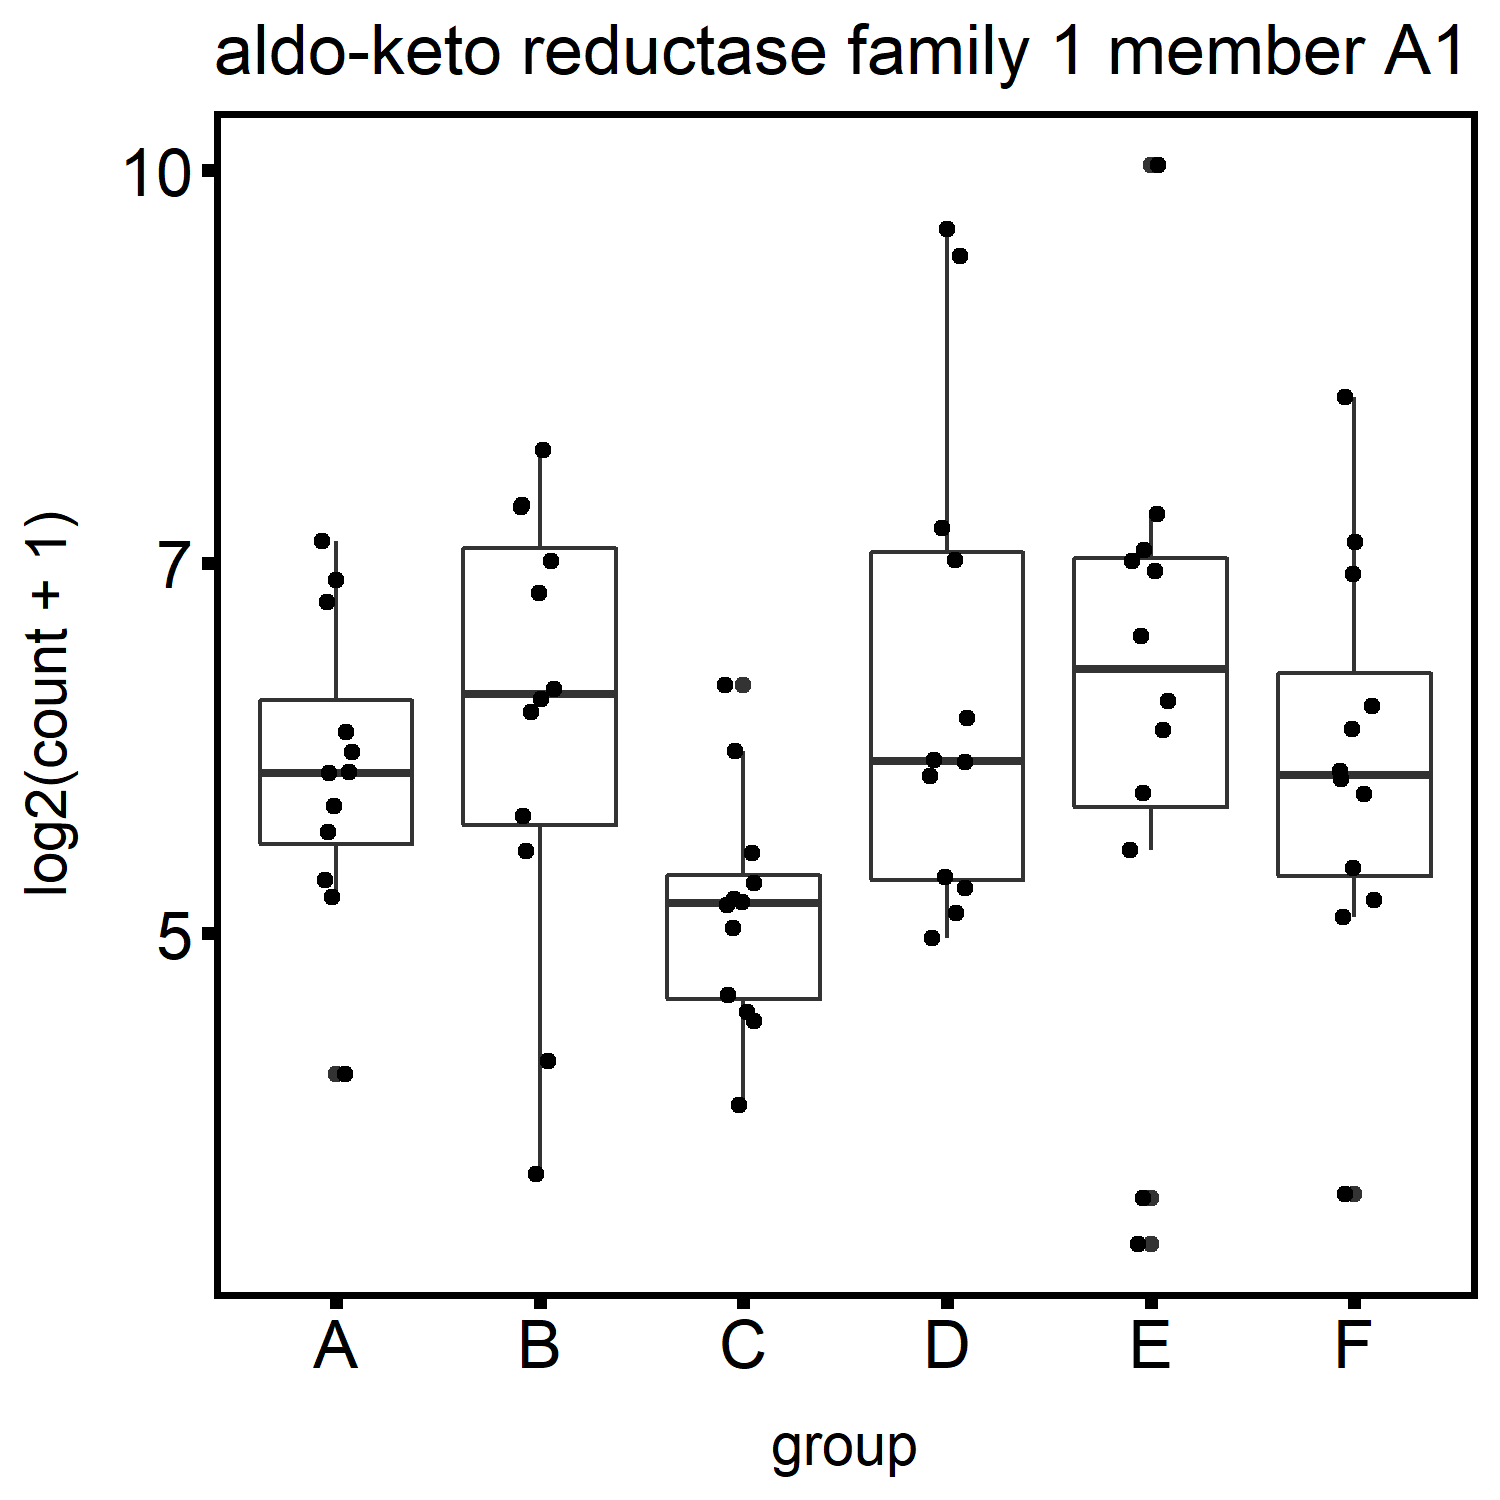 aldo-keto reductase family 1 member A1
10
7
5
log2(count + 1)
A B C D E F
group